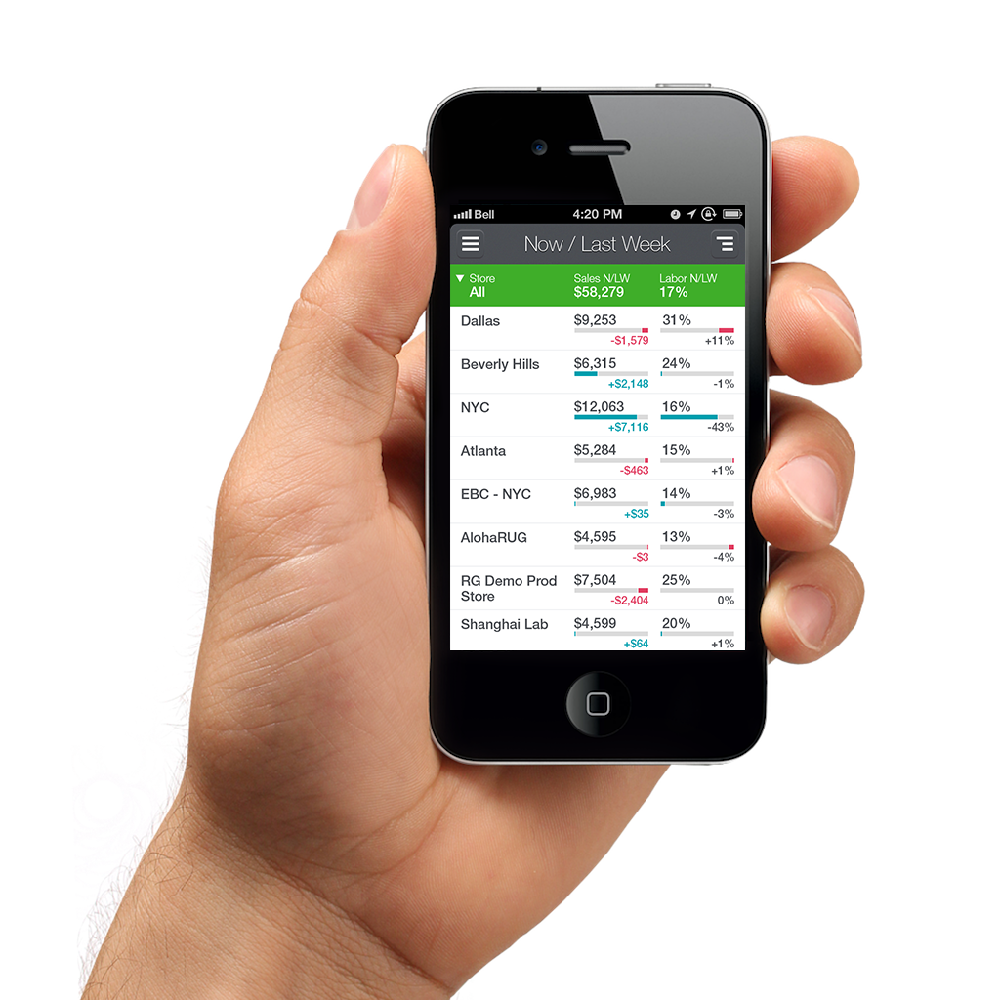 Bell 4:20 PM
Now / Last Week
Store Sales N/LW Labor N/LW
All $58,279 17%
Dallas $9,253 31%
-$1,579 +11%
Beverly Hills $6,315 24%
+$2,148 -1%
NYC $12,063 16%
+$7,116 -43%
Atlanta $5,284 15%
-$463 +1%
EBC - NYC $6,983 14%
+$35 -3%
AlohaRUG $4,595 13%
-$3 -4%
RG Demo Prod $7,504 25%
Store -$2,404 0%
Shanghai Lab $4,599 20%
+$64 +1%